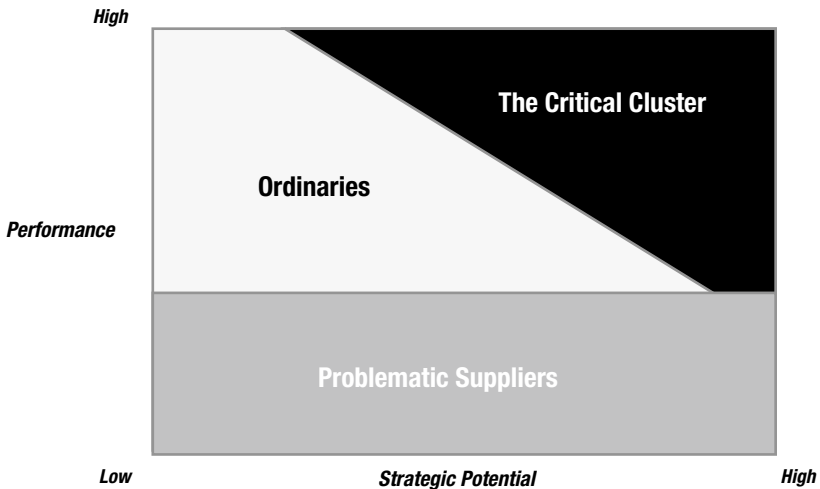 High
The Critical Cluster
Ordinaries
Performance
Problematic Suppliers
Low
Strategic Potential
High